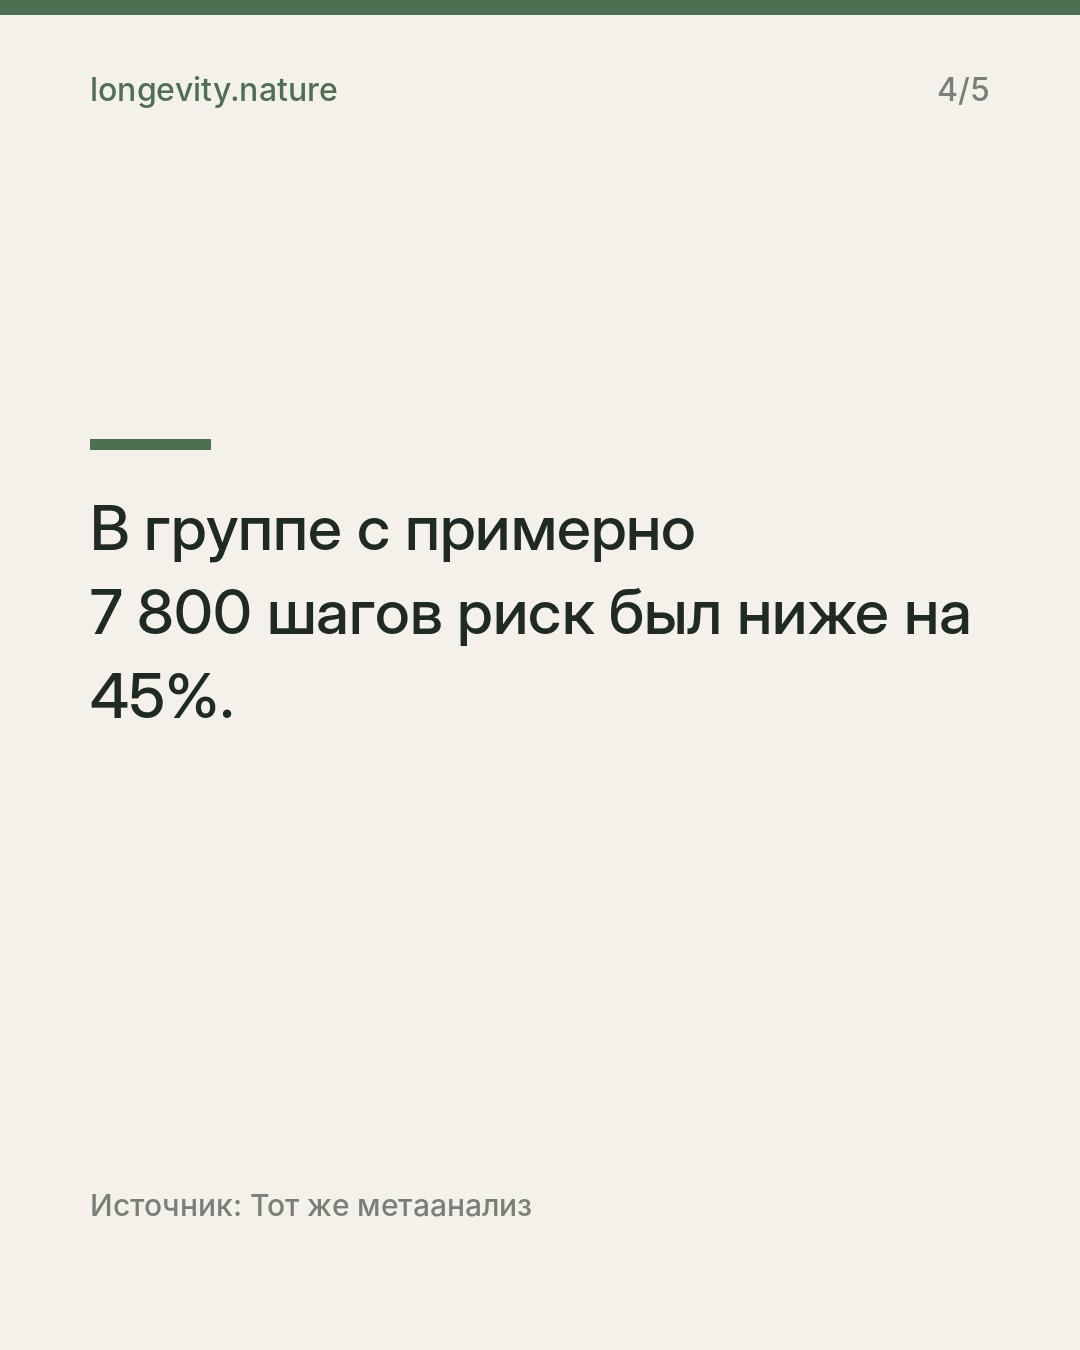 longevity.nature
4/5
В группе с примерно
7 800 шагов риск был ниже на
45%.
Источник: Тот же метаанализ